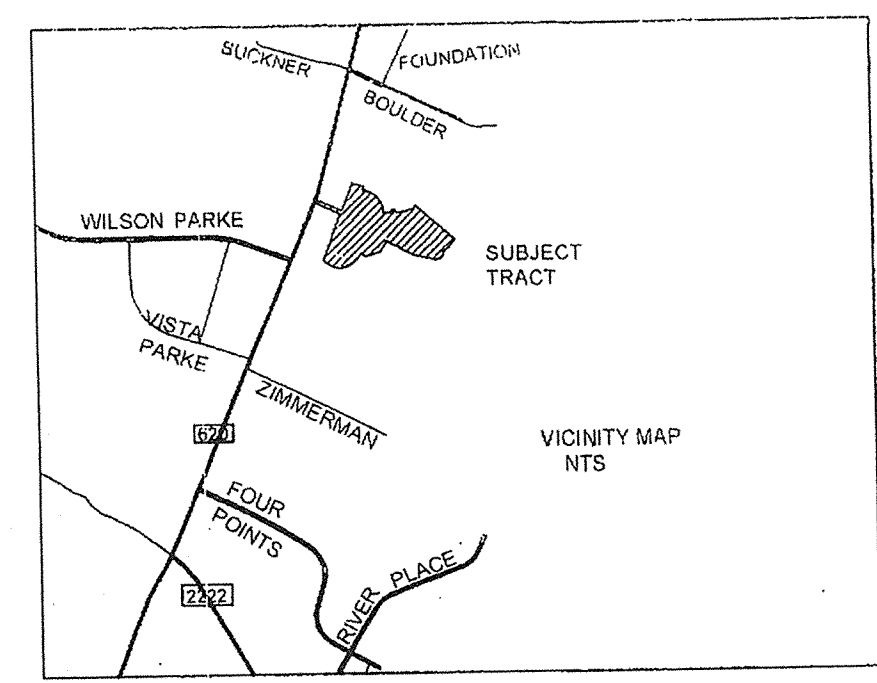 BUCKNER
FOUNDATION
BOULDER
WILSON PARKE
SUBJECT
TRACT
VISTA
PARKE
ZIMMERMAN
620
VICINITY MAP
NTS
FOUR
POINTS
RIVER PLACE
2222